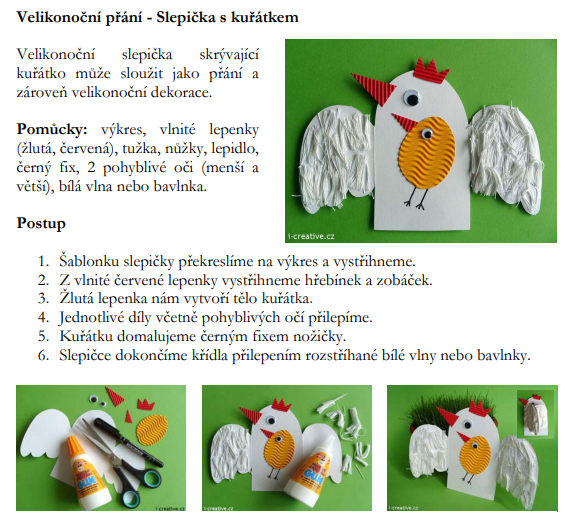 Velikonoční přání - Slepička s kuřátkem
Velikonoční slepička skrývající
kuřátko může sloužit jako přání a
zároveň velikonoční dekorace.
Pomůcky: výkres, vlnité lepenky
(žlutá, červená), tužka, nůžky, lepidlo,
černý fix, 2 pohyblivé oči (menší a
větší), bílá vlna nebo bavlnka.
i-creative.cz
Postup
1. Šablonku slepičky překreslíme na výkres a vystřihneme.
2. Z vlnité červené lepenky vystřihneme hřebínek a zobáček.
3. Žlutá lepenka nám vytvoří tělo kuřátka.
4. Jednotlivé díly včetně pohyblivých očí přilepíme.
5. Kuřátku domalujeme černým fixem nožičky.
6. Slepičce dokončíme křídla přilepením rozstříhané bílé vlny nebo bavlnky.
i-creative.cz
i-creative.cz
i-creative.cz